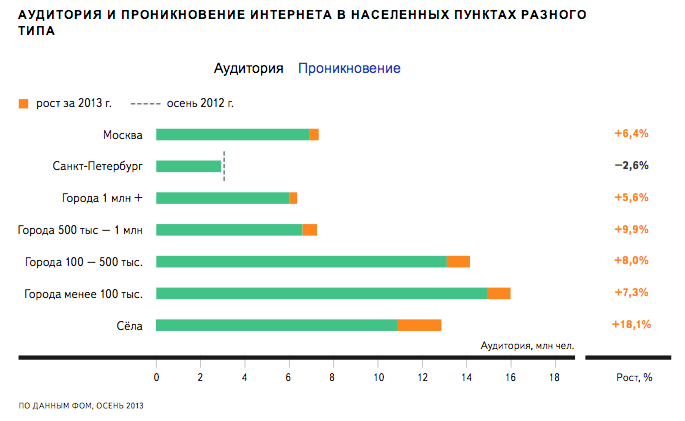 АУДИТОРИЯ И ПРОНИКНОВЕНИЕ ИНТЕРНЕТА В НАСЕЛЕННЫХ ПУНКТАХ РАЗНОГО
ТИПА
Аудитория Проникновение
рост за 2013 г. осень 2012 г.
Москва +6,4%
Санкт-Петербург −2,6%
Города 1 млн + +5,6%
Города 500 тыс — 1 млн +9,9%
Города 100 — 500 тыс. +8,0%
Города менее 100 тыс. +7,3%
Сёла +18,1%
Аудитория, млн чел.
0 2 4 6 8 10 12 14 16 18 Рост, %
ПО ДАННЫМ ФОМ, ОСЕНЬ 2013